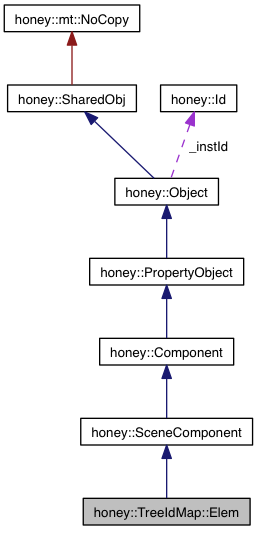 honey::mt::NoCopy
honey::SharedObj
honey::Id
_instId
honey::Object
honey::PropertyObject
honey::Component
honey::SceneComponent
honey::TreeIdMap::Elem